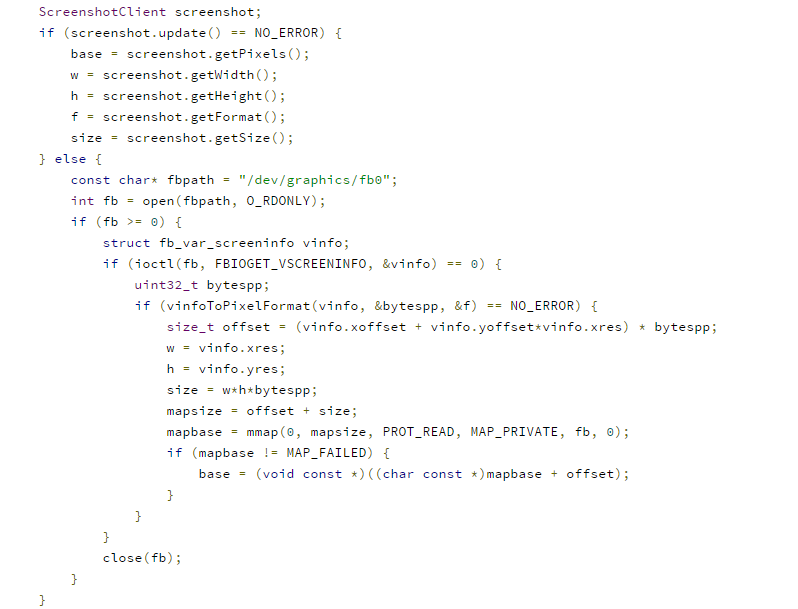 ScreenshotClient screenshot;
if (screenshot.update() == NO_ERROR) {
base = screenshot.getPixels();
w = screenshot.getWidth();
h = screenshot.getHeight();
f = screenshot.getFormat();
size = screenshot.getSize();
} else {
const char* fbpath = "/dev/graphics/fb0";
int fb = open(fbpath, O_RDONLY);
if (fb >= 0) {
struct fb_var_screeninfo vinfo;
if (ioctl(fb, FBIOGET_VSCREENINFO, &vinfo) == 0) {
uint32_t bytespp;
if (vinfoToPixelFormat(vinfo, &bytespp, &f) == NO_ERROR) {
size_t offset = (vinfo.xoffset + vinfo.yoffset*vinfo.xres) * bytespp;
w = vinfo.xres;
h = vinfo.yres;
size = w*h*bytespp;
mapsize = offset + size;
mapbase = mmap(0, mapsize, PROT_READ, MAP_PRIVATE, fb, 0);
if (mapbase != MAP_FAILED) {
base = (void const *)((char const *)mapbase + offset);
}
}
}
close(fb);
}
}